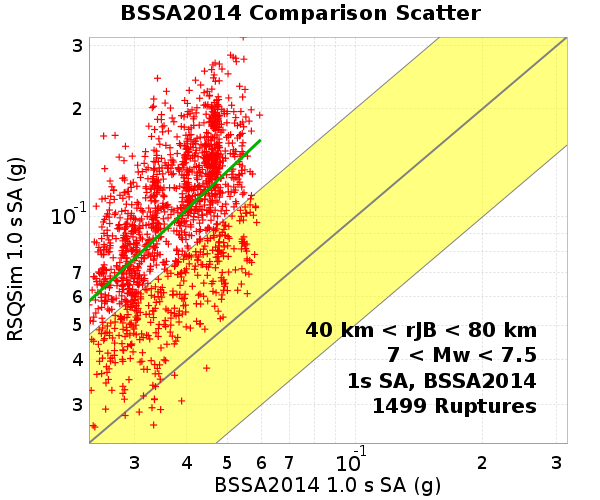 BSSA2014 Comparison Scatter
RSQSim 1.0 s SA (g)
3
2
10-1
7
6
5
4
3
40 km < rJB < 80 km
7 < Mw < 7.5
1s SA, BSSA2014
1499 Ruptures
3 4 5 6 7 10-1 2 3
BSSA2014 1.0 s SA (g)